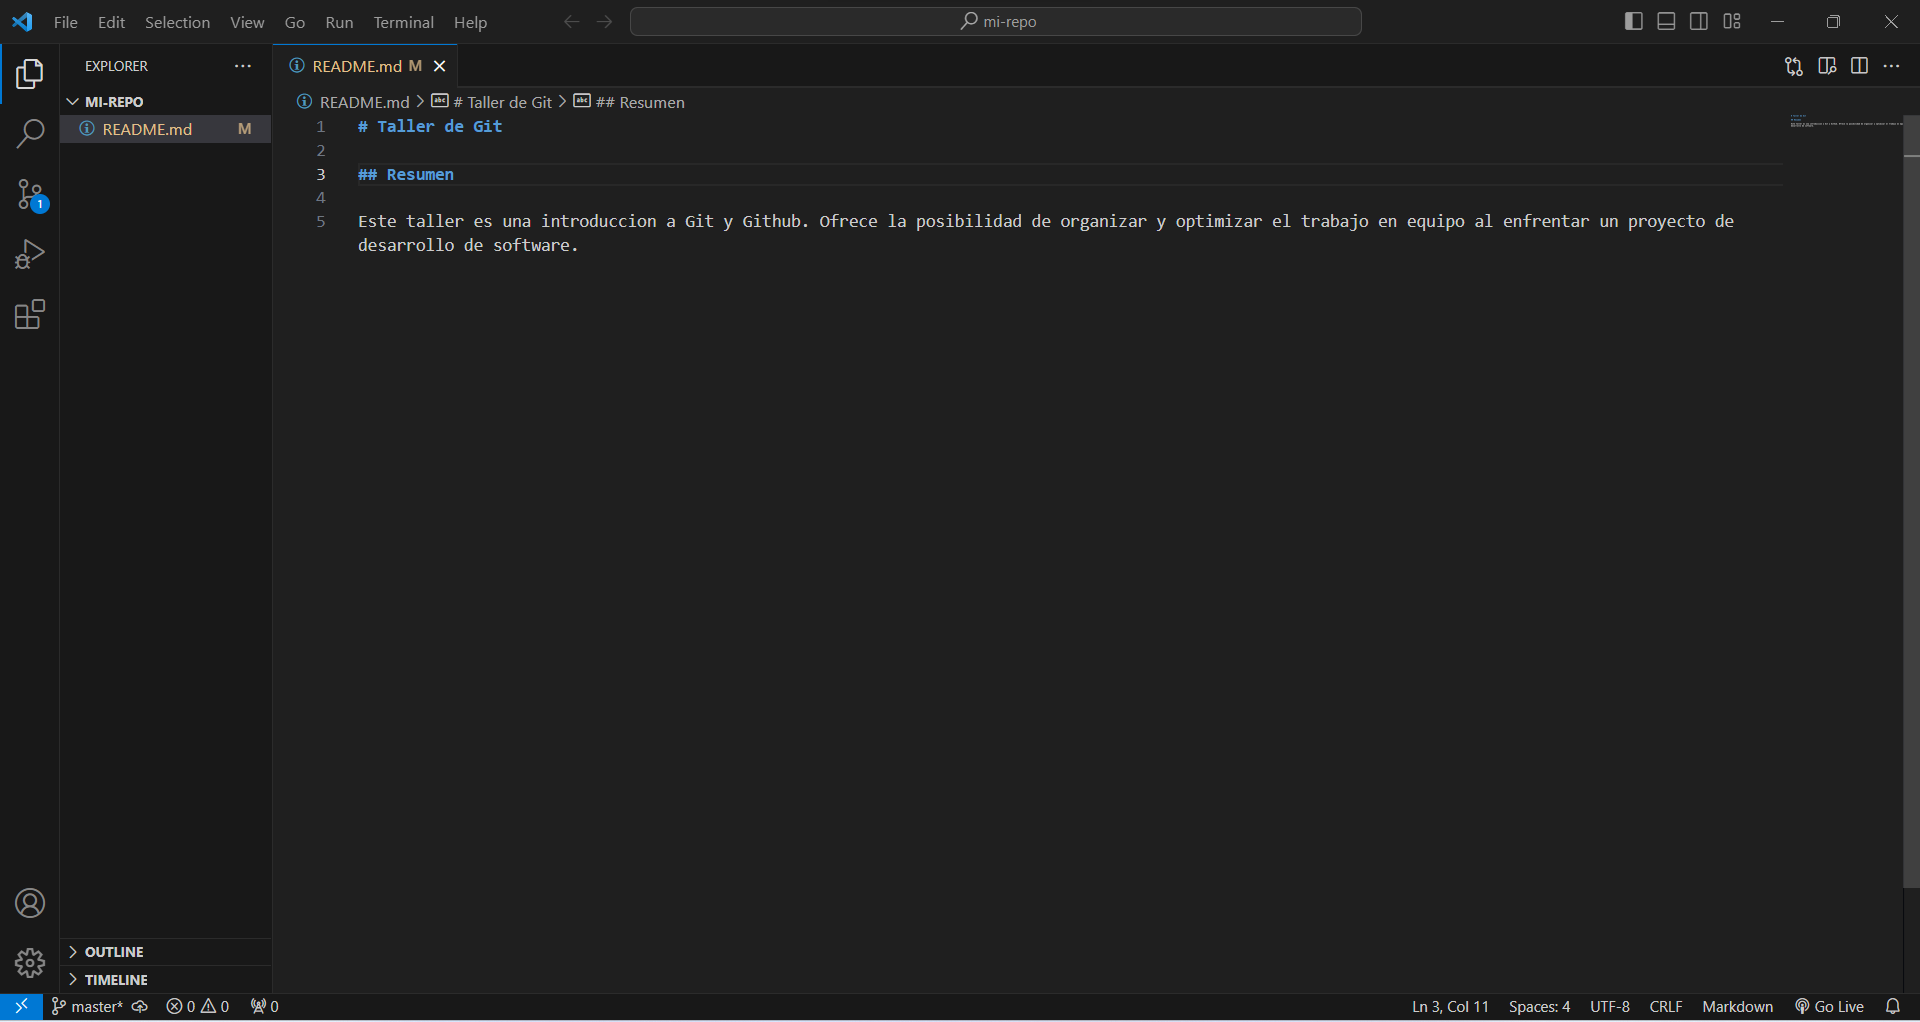 File Edit Selection View Go Run Terminal Help
mi-repo
EXPLORER
README.md M
MI-REPO
README.md > # Taller de Git > ## Resumen
README.md M
1 # Taller de Git
2
3 ## Resumen
4
5 Este taller es una introduccion a Git y Github. Ofrece la posibilidad de organizar y optimizar el trabajo en equipo al enfrentar un proyecto de
desarrollo de software.
1
OUTLINE
TIMELINE
master* 0 0 0 Ln 3, Col 11 Spaces: 4 UTF-8 CRLF Markdown Go Live